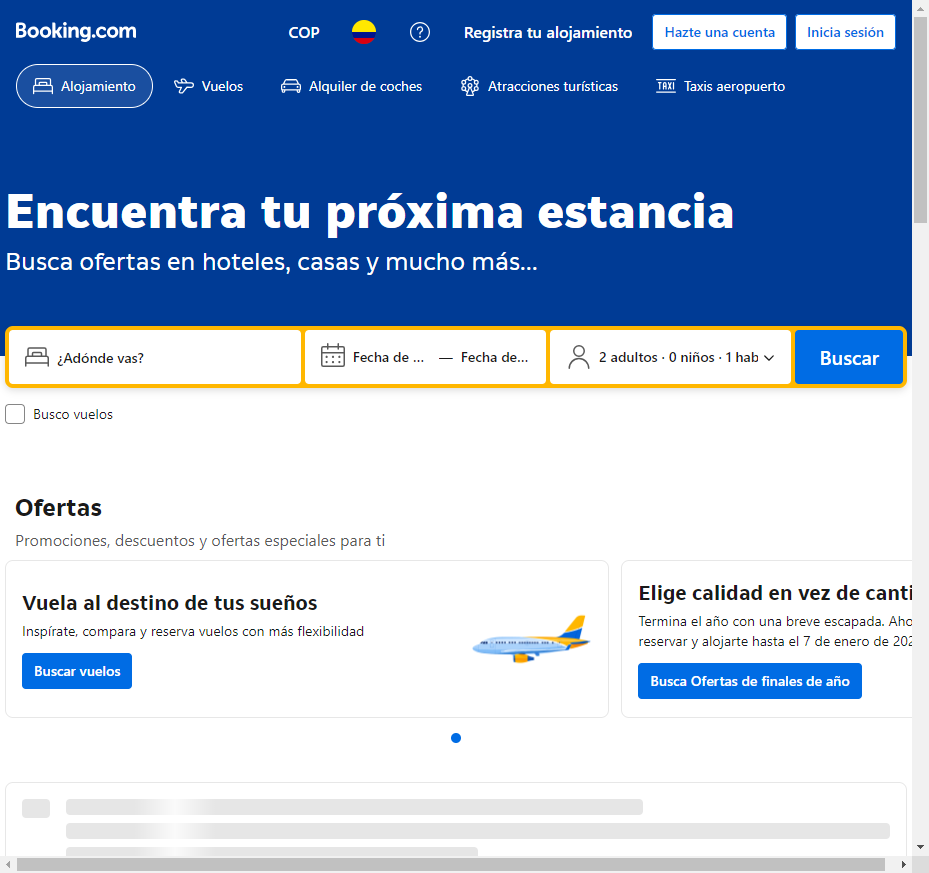 Booking.com
COP
?
Registra tu alojamiento
Hazte una cuenta
Inicia sesión
Alojamiento
Vuelos
Alquiler de coches
Atracciones turísticas
TAXI
Taxis aeropuerto
Encuentra tu próxima estancia
Busca ofertas en hoteles, casas y mucho más...
¿Adónde vas?
Fecha de ... — Fecha de...
2 adultos · 0 niños · 1 hab
Buscar
Busco vuelos
Ofertas
Promociones, descuentos y ofertas especiales para ti
Vuela al destino de tus sueños
Inspírate, compara y reserva vuelos con más flexibilidad
Buscar vuelos
Elige calidad en vez de canti
Termina el año con una breve escapada. Aho
reservar y alojarte hasta el 7 de enero de 202
Busca Ofertas de finales de año